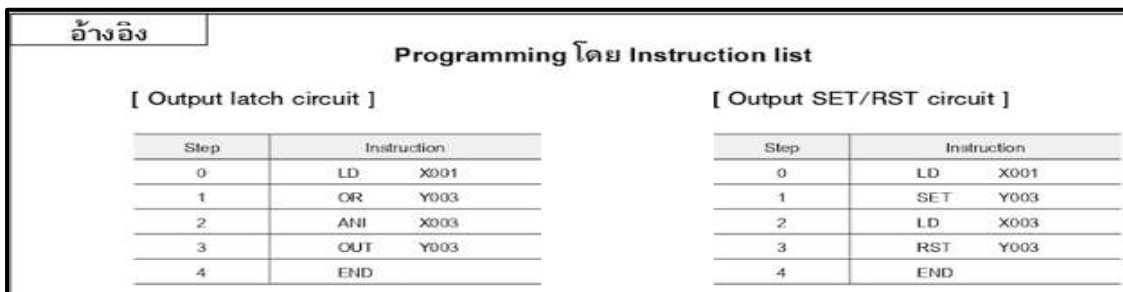 อ้างอิง
Programming โดย Instruction list
[ Output latch circuit ]
Step Instruction
0 LD X001
1 OR Y003
2 ANI X003
3 OUT Y003
4 END
[ Output SET/RST circuit ]
Step Instruction
0 LD X001
1 SET Y003
2 LD X003
3 RST Y003
4 END